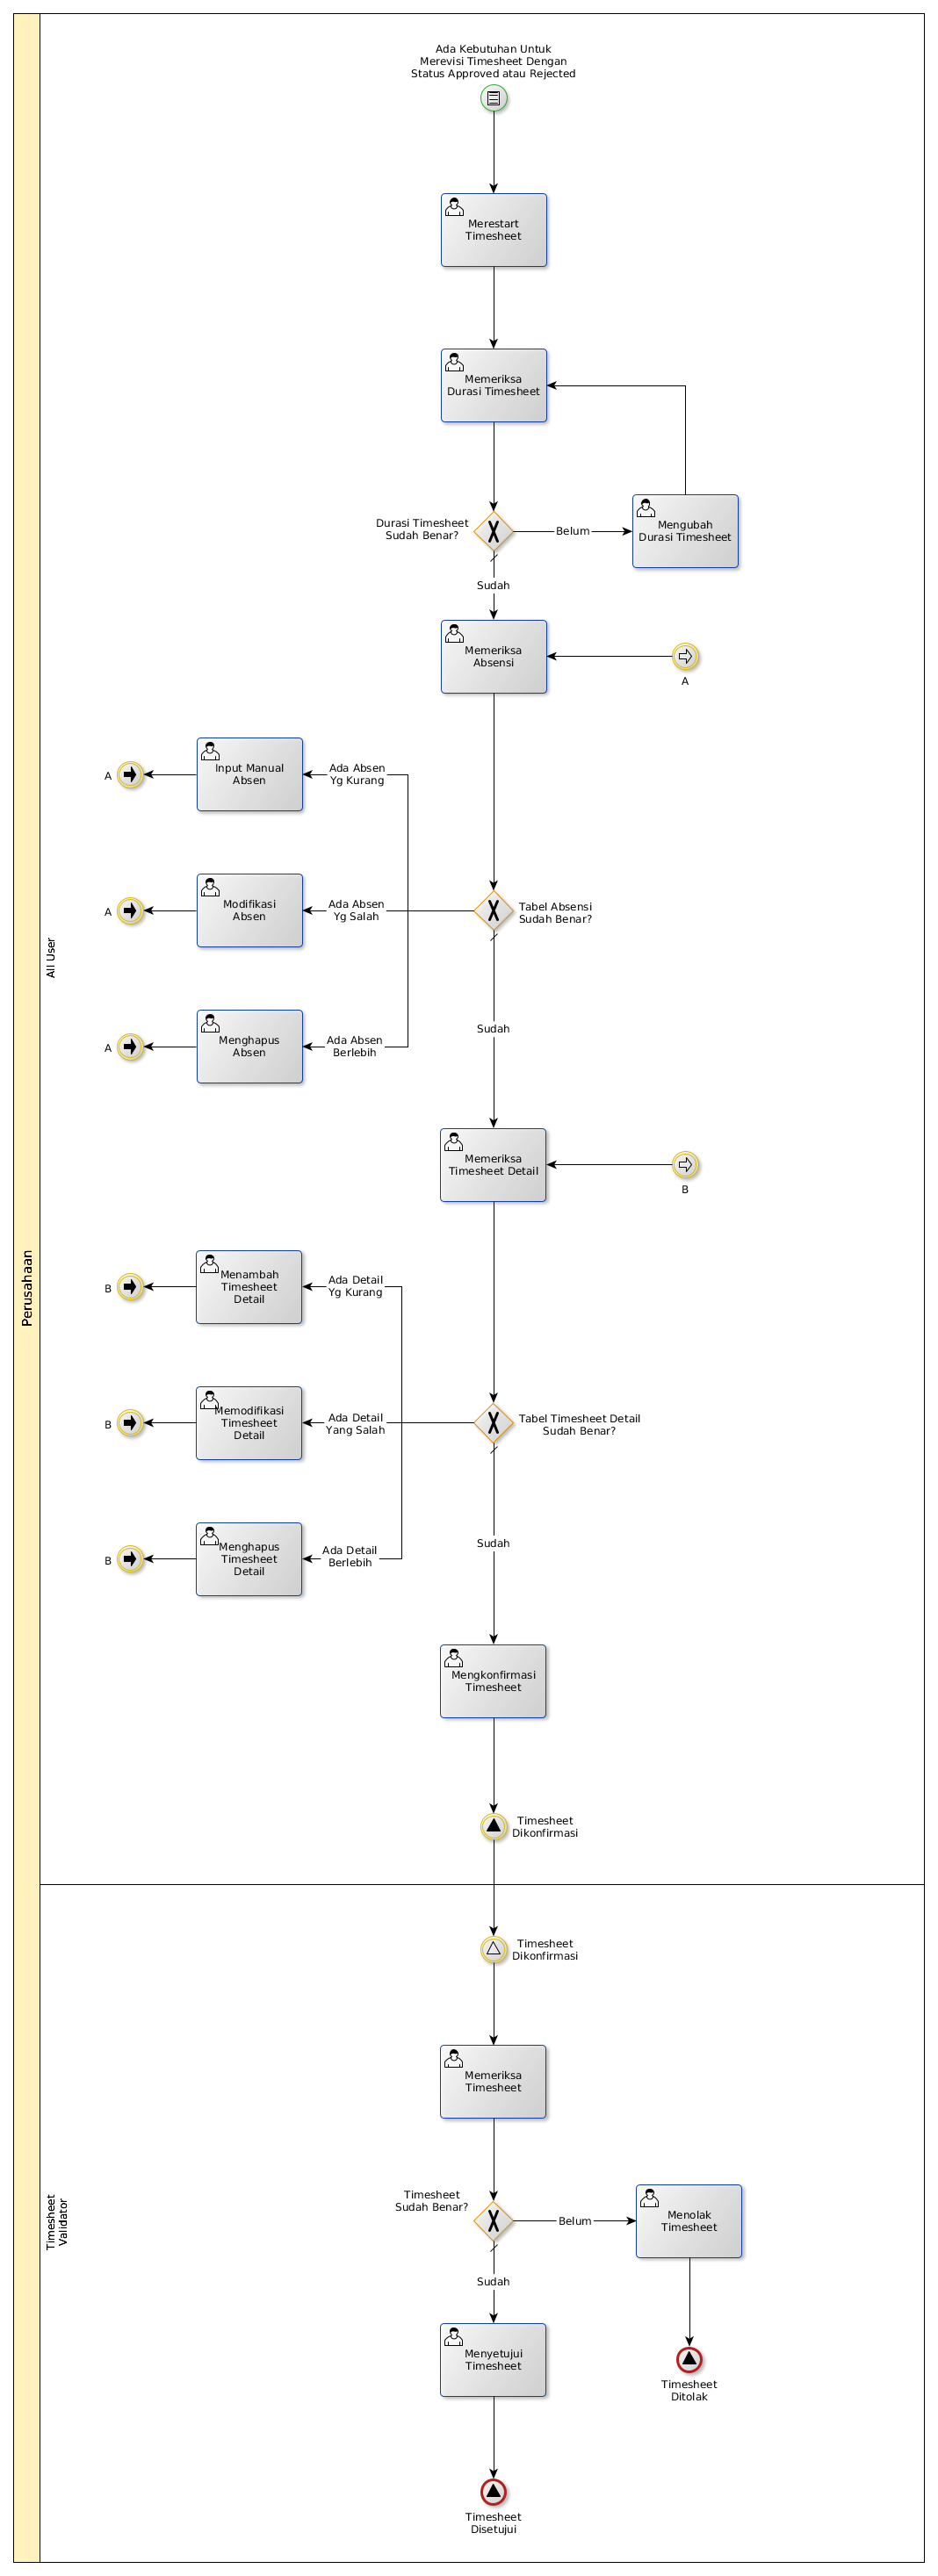 Ada Kebutuhan Untuk
Merevisi Timesheet Dengan
Status Approved atau Rejected
Merestart
Timesheet
Memeriksa
Durasi Timesheet
Durasi Timesheet
Sudah Benar?
Belum
Mengubah
Durasi Timesheet
Sudah
Memeriksa
Absensi
A
A
Input Manual
Absen
Ada Absen
Yg Kurang
A
Modifikasi
Absen
Ada Absen
Yg Salah
Tabel Absensi
Sudah Benar?
All User
Sudah
A
Menghapus
Absen
Ada Absen
Berlebih
Memeriksa
Timesheet Detail
B
Perusahaan
B
Menambah
Timesheet
Detail
Ada Detail
Yg Kurang
B
Memodifikasi
Timesheet
Detail
Ada Detail
Yang Salah
Tabel Timesheet Detail
Sudah Benar?
Sudah
B
Menghapus
Timesheet
Detail
Ada Detail
Berlebih
Mengkonfirmasi
Timesheet
Timesheet
Dikonfirmasi
Timesheet
Dikonfirmasi
Memeriksa
Timesheet
Timesheet
Validator
Timesheet
Sudah Benar?
Belum
Menolak
Timesheet
Sudah
Menyetujui
Timesheet
Timesheet
Ditolak
Timesheet
Disetujui